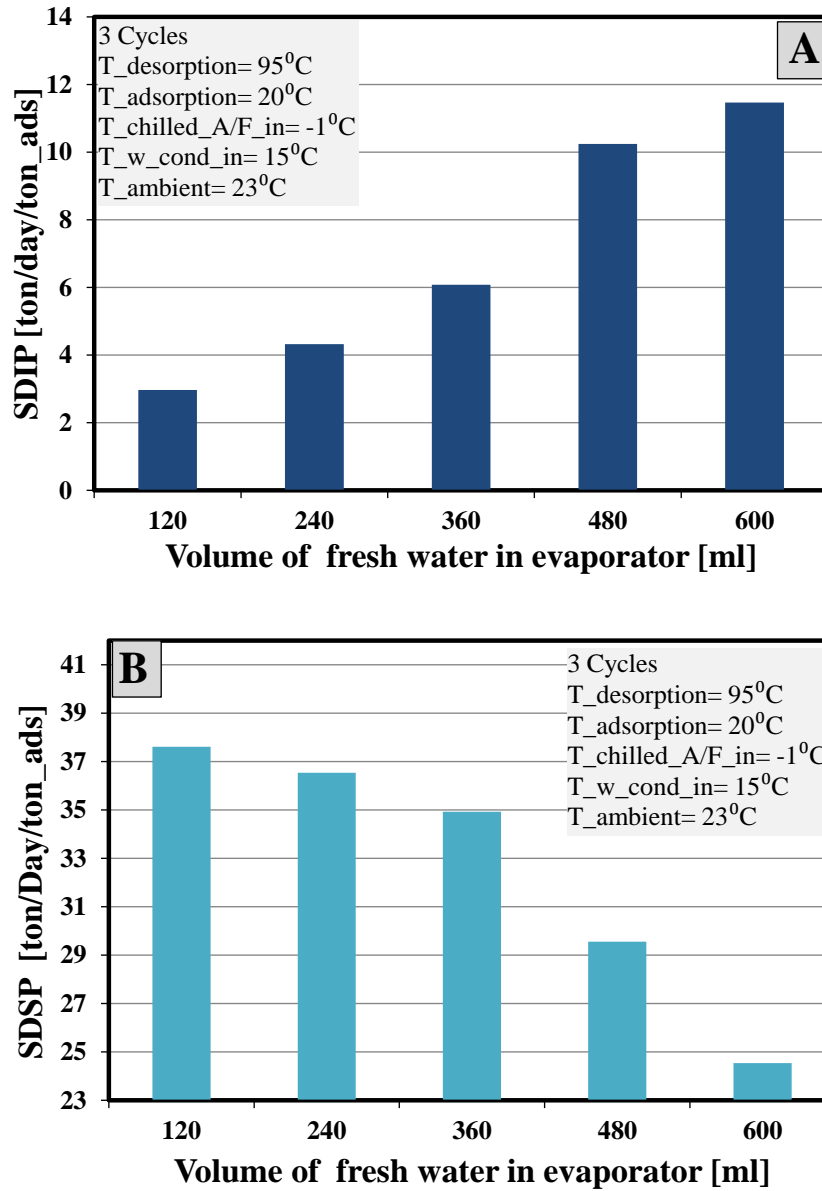 14
12
10
8
6
4
2
0
SDIP [ton/day/ton_ads]
3 Cycles
T_desorption= 95⁰C
T_adsorption= 20⁰C
T_chilled_A/F_in= -1⁰C
T_w_cond_in= 15⁰C
T_ambient= 23⁰C
A
120 240 360 480 600
Volume of fresh water in evaporator [ml]
41
39
37
35
33
31
29
27
25
23
SDSP [ton/Day/ton_ads]
B
3 Cycles
T_desorption= 95⁰C
T_adsorption= 20⁰C
T_chilled_A/F_in= -1⁰C
T_w_cond_in= 15⁰C
T_ambient= 23⁰C
120 240 360 480 600
Volume of fresh water in evaporator [ml]